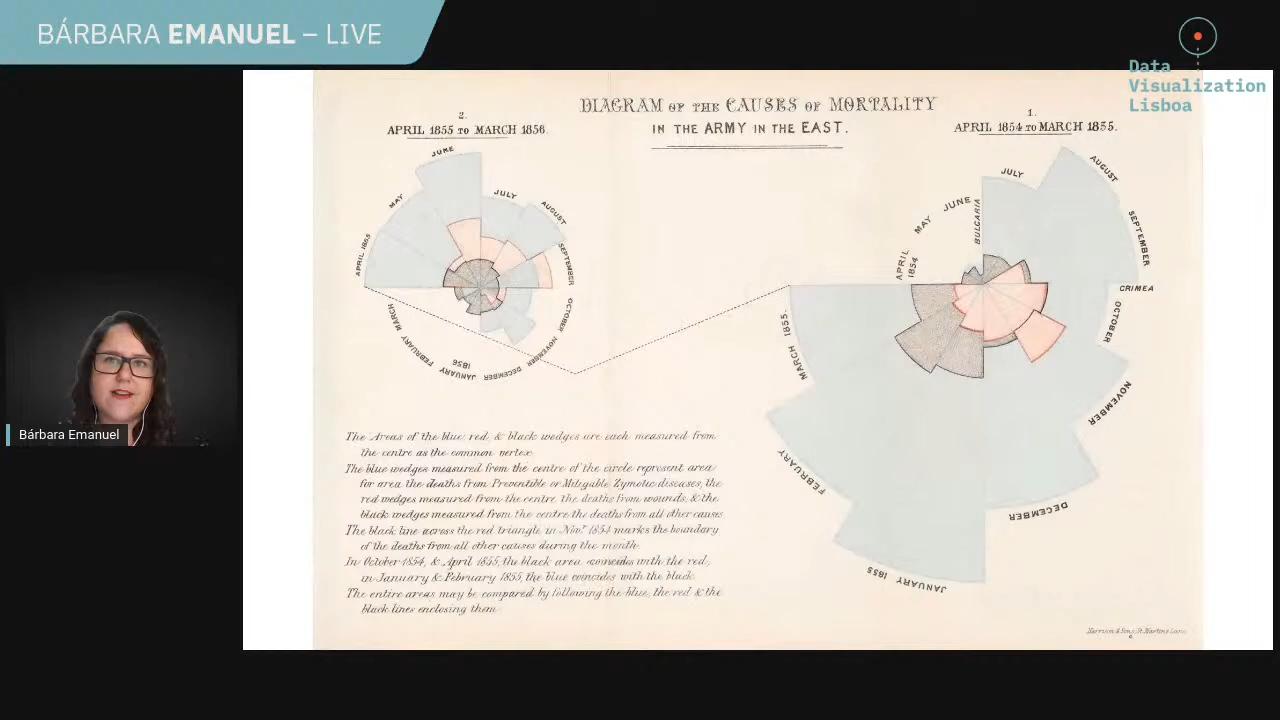 BÁRBARA EMANUEL – LIVE
Data
Visualization
Lisboa
DIAGRAM OF THE CAUSES OF MORTALITY
IN THE ARMY IN THE EAST.
2.
APRIL 1855 TO MARCH 1856.
JUNE
JULY
AUGUST
SEPTEMBER
OCTOBER
NOVEMBER
DECEMBER
JANUARY
1856
FEBRUARY
MARCH
APRIL 1855
MAY
1.
APRIL 1854 TO MARCH 1855.
APRIL
1854
MAY
JUNE
BULGARIA
JULY
AUGUST
SEPTEMBER
CRIMEA
OCTOBER
NOVEMBER
DECEMBER
JANUARY 1855
FEBRUARY
MARCH 1855.
The Areas of the blue, red, & black wedges are each measured from
the centre as the common vertex.
The blue wedges measured from the centre of the circle represent area
for area the deaths from Preventible or Mitigable Zymotic diseases, the
red wedges measured from the centre the deaths from wounds, & the
black wedges measured from the centre the deaths from all other causes.
The black line across the red triangle in Novr. 1854 marks the boundary
of the deaths from all other causes during the month.
In October 1854, & April 1855, the black area coincides with the red,
in January & February 1855, the blue coincides with the black.
The entire areas may be compared by following the blue, the red & the
black lines enclosing them.
Harrison & Sons, St. Martins Lane.
Bárbara Emanuel